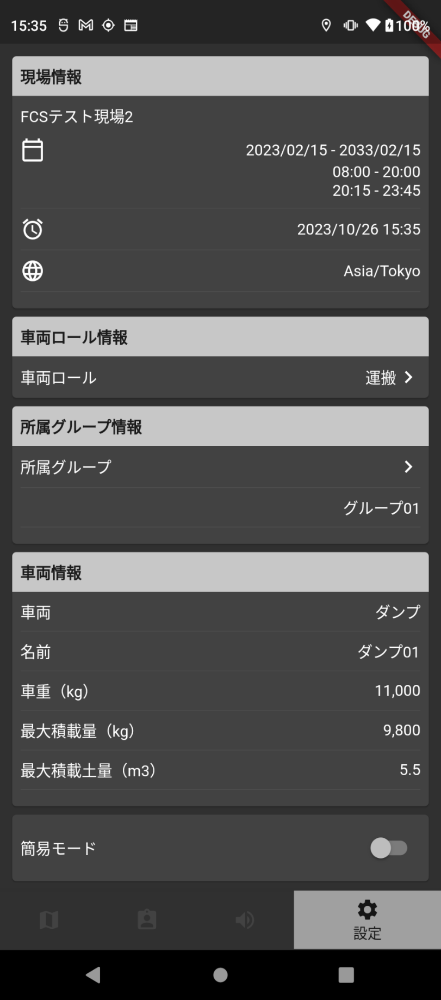 15:35
100%
DEBUG
現場情報
FCSテスト現場2
2023/02/15 - 2033/02/15
08:00 - 20:00
20:15 - 23:45
2023/10/26 15:35
Asia/Tokyo
車両ロール情報
車両ロール 運搬
所属グループ情報
所属グループ
グループ01
車両情報
車両 ダンプ
名前 ダンプ01
車重（kg） 11,000
最大積載量（kg） 9,800
最大積載土量（m3） 5.5
簡易モード
設定